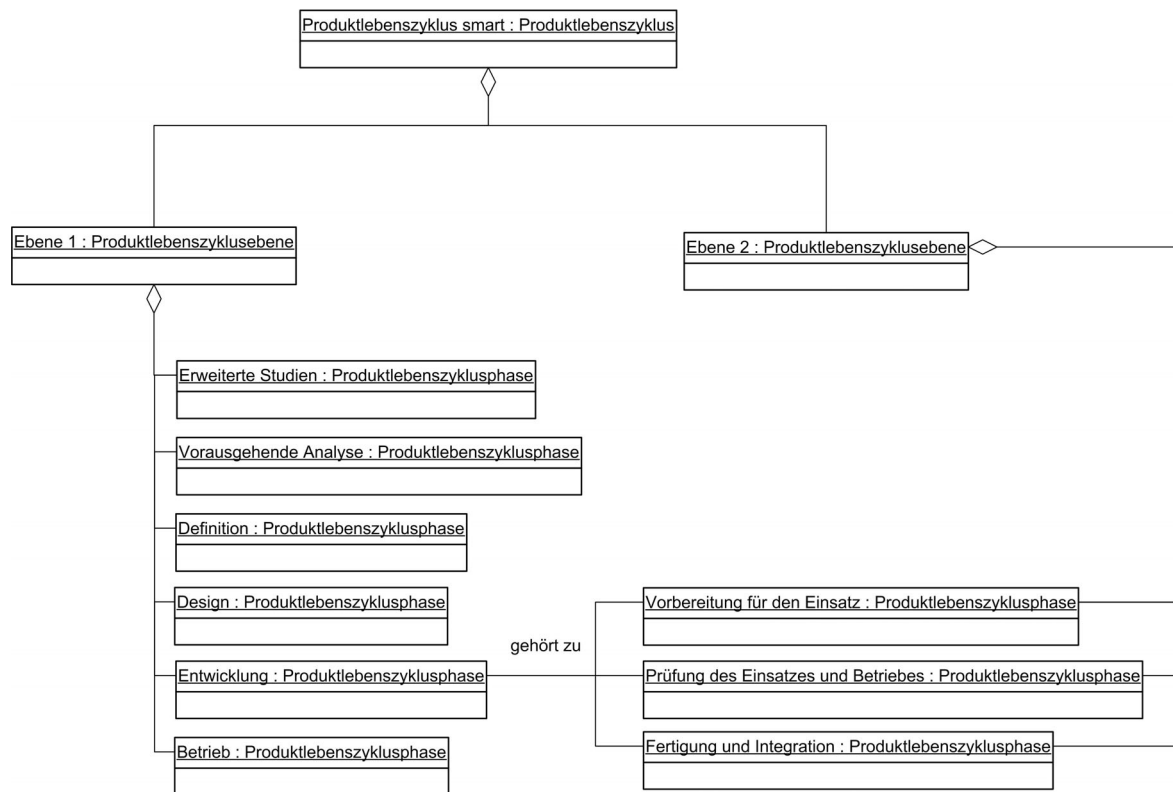 Produktlebenszyklus smart : Produktlebenszyklus
Ebene 1 : Produktlebenszyklusebene
Ebene 2 : Produktlebenszyklusebene
Erweiterte Studien : Produktlebenszyklusphase
Vorausgehende Analyse : Produktlebenszyklusphase
Definition : Produktlebenszyklusphase
Design : Produktlebenszyklusphase
Entwicklung : Produktlebenszyklusphase
Betrieb : Produktlebenszyklusphase
gehört zu
Vorbereitung für den Einsatz : Produktlebenszyklusphase
Prüfung des Einsatzes und Betriebes : Produktlebenszyklusphase
Fertigung und Integration : Produktlebenszyklusphase